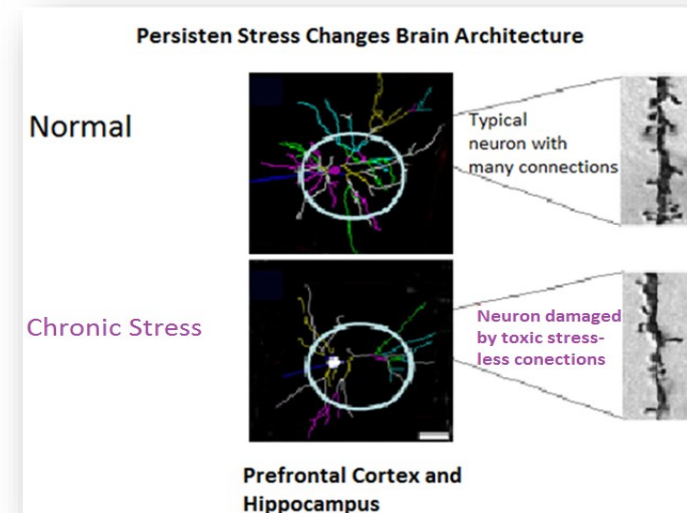 Persisten Stress Changes Brain Architecture
Normal
Typical
neuron with
many connections
Chronic Stress
Neuron damaged
by toxic stress-
less conections
Prefrontal Cortex and
Hippocampus